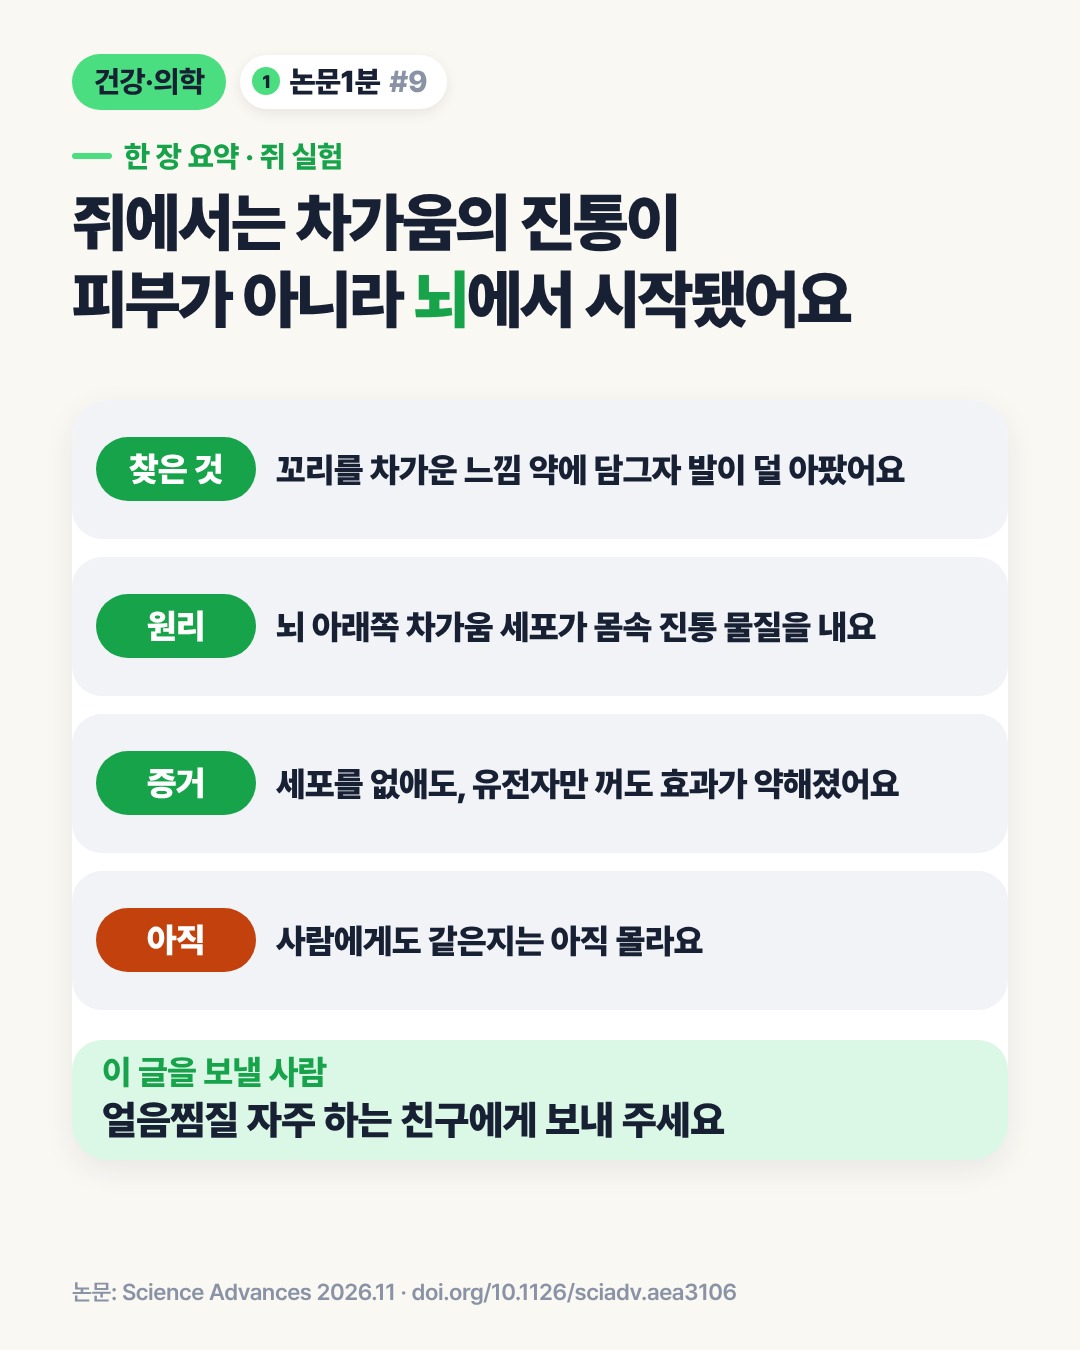 건강·의학
1 논문1분 #9
한 장 요약 · 쥐 실험
쥐에서는 차가움의 진통이
피부가 아니라 뇌에서 시작됐어요
찾은 것 꼬리를 차가운 느낌 약에 담그자 발이 덜 아팠어요
원리 뇌 아래쪽 차가움 세포가 몸속 진통 물질을 내요
증거 세포를 없애도, 유전자만 꺼도 효과가 약해졌어요
아직 사람에게도 같은지는 아직 몰라요
이 글을 보낼 사람
얼음찜질 자주 하는 친구에게 보내 주세요
논문: Science Advances 2026.11 · doi.org/10.1126/sciadv.aea3106